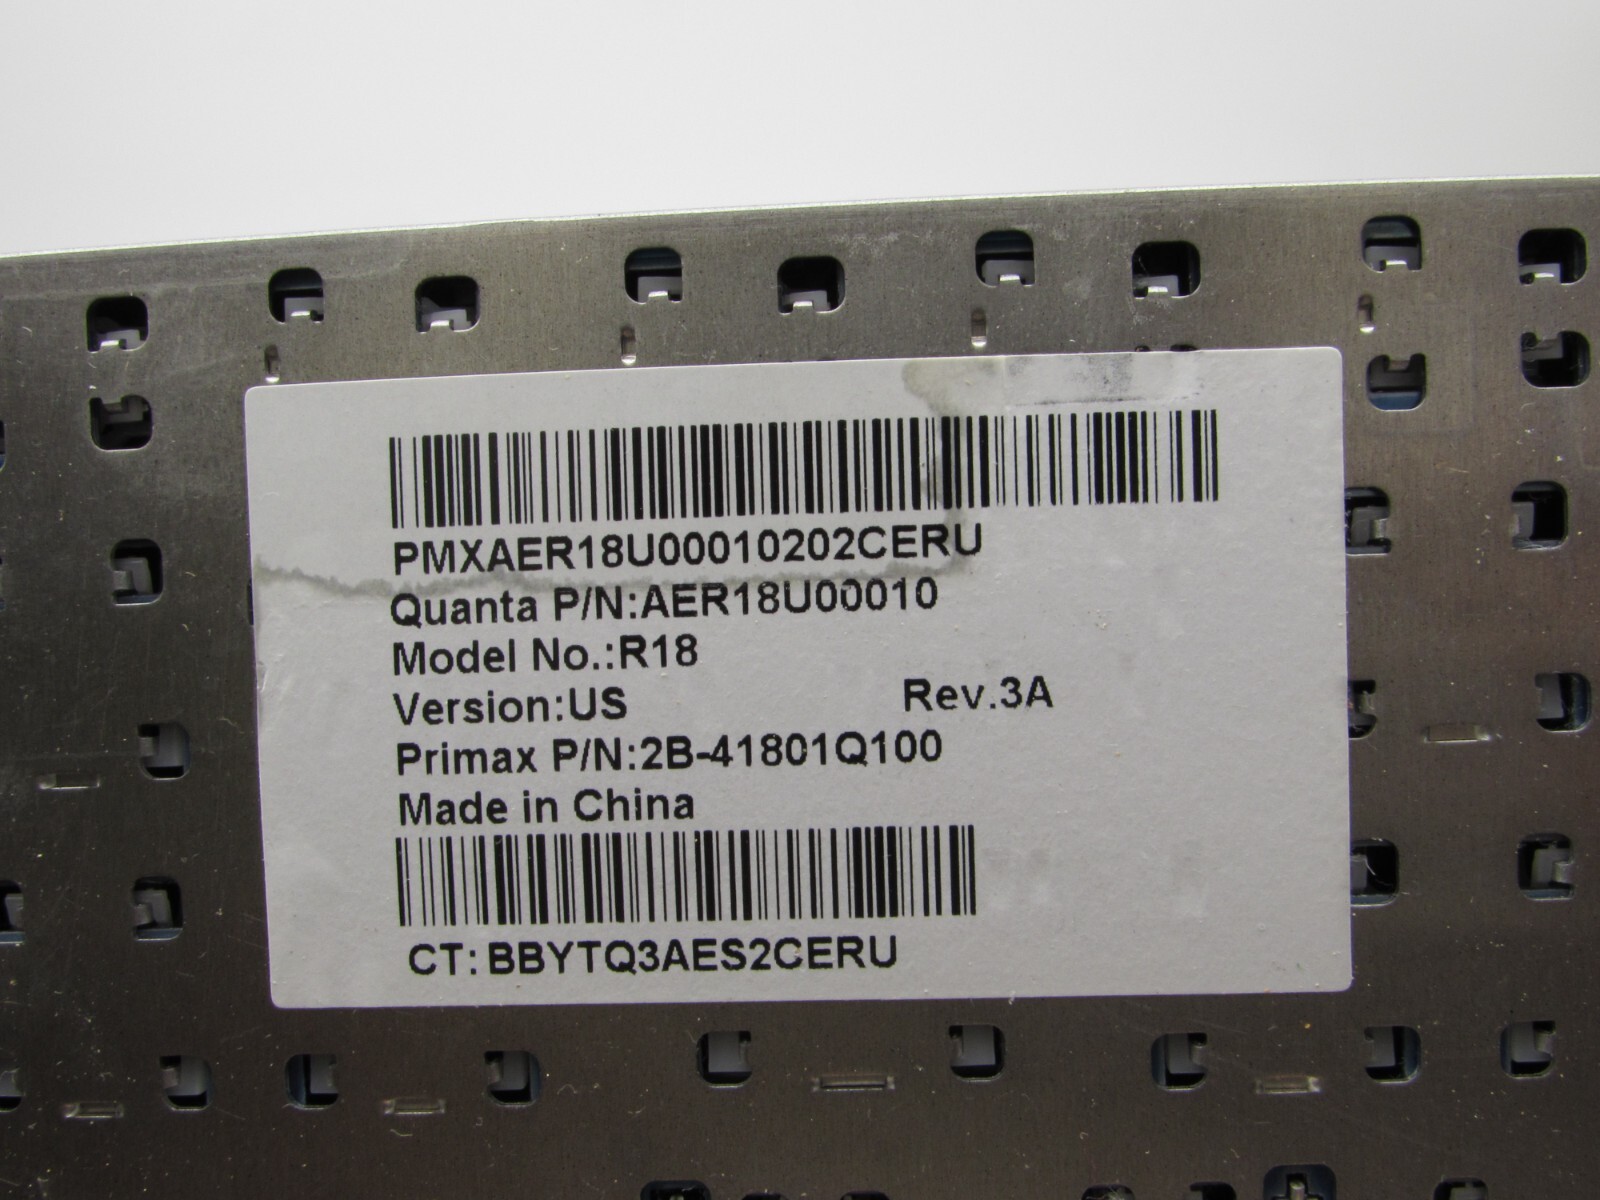 PMXAER18U00010202CERU
Quanta P/N:AER18U00010
Model No.:R18
Version:US Rev.3A
Primax P/N:2B-41801Q100
Made in China
CT: BBYTQ3AES2CERU